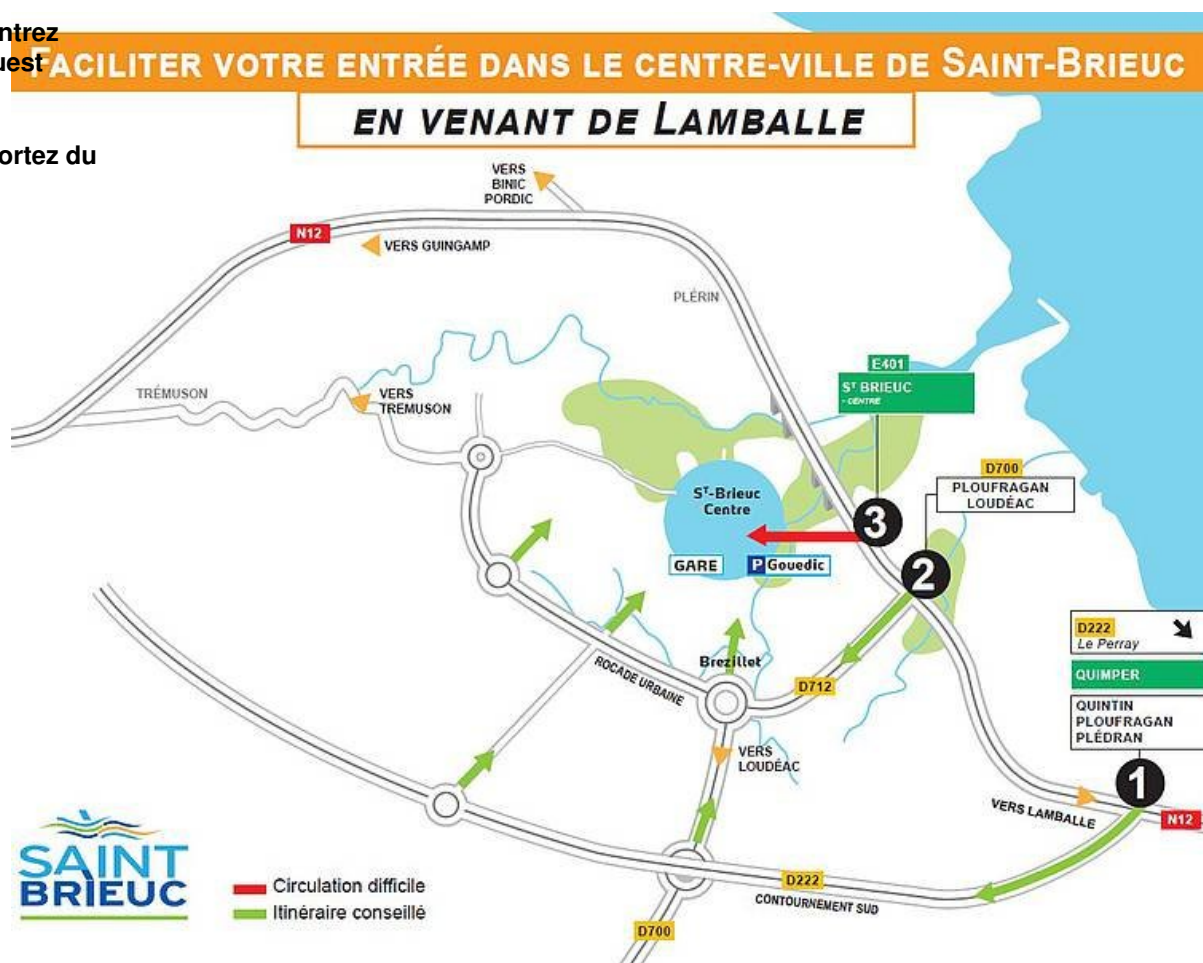 ntrez
uest
FACILITER VOTRE ENTRÉE DANS LE CENTRE-VILLE DE SAINT-BRIEUC
EN VENANT DE LAMBALLE
ortez du
VERS
BINIC
PORDIC
N12
VERS GUINGAMP
PLÉRIN
TRÉMUSON
VERS
TREMUSON
E401
ST BRIEUC
- CENTRE
D700
PLOUFRAGAN
LOUDÉAC
ST-Brieuc
Centre
3
GARE
P Gouedic
2
D222
Le Perray
QUIMPER
QUINTIN
PLOUFRAGAN
PLÉDRAN
Brezillet
ROCADE URBAINE
D712
VERS
LOUDÉAC
1
VERS LAMBALLE
N12
SAINT
BRIEUC
Circulation difficile
Itinéraire conseillé
D222
CONTOURNEMENT SUD
D700